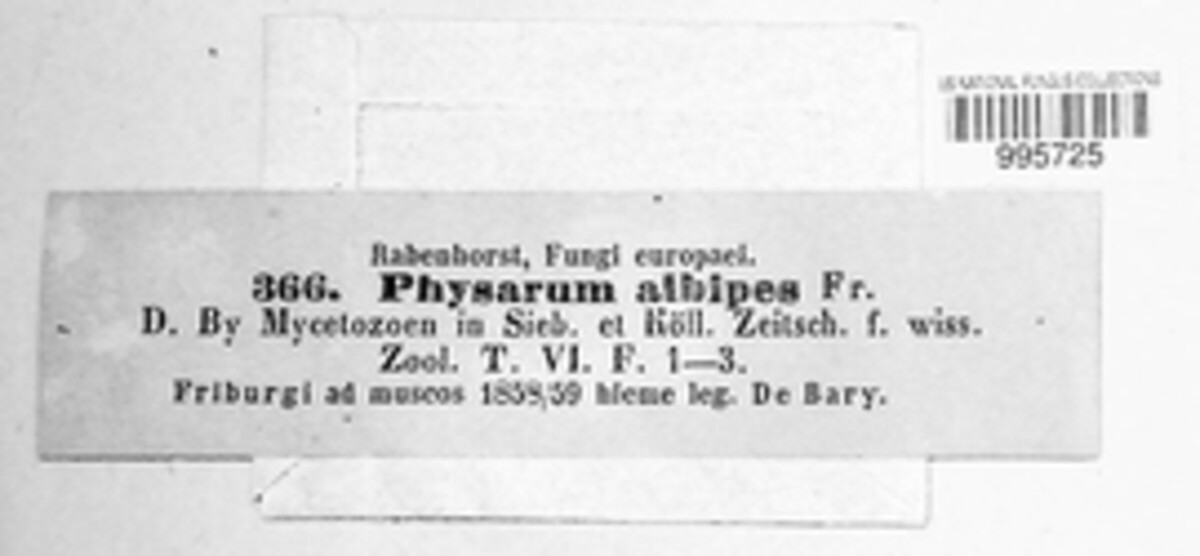 US NATIONAL FUNGUS COLLECTIONS
995725
Rabenhorst, Fungi europaei.
366. Physarum albipes Fr.
D. By Mycetozoen in Sieb. et Köll. Zeitsch. f. wiss.
Zool. T. VI. F. 1—3.
Friburgi ad muscos 1858/59 hieme leg. De Bary.